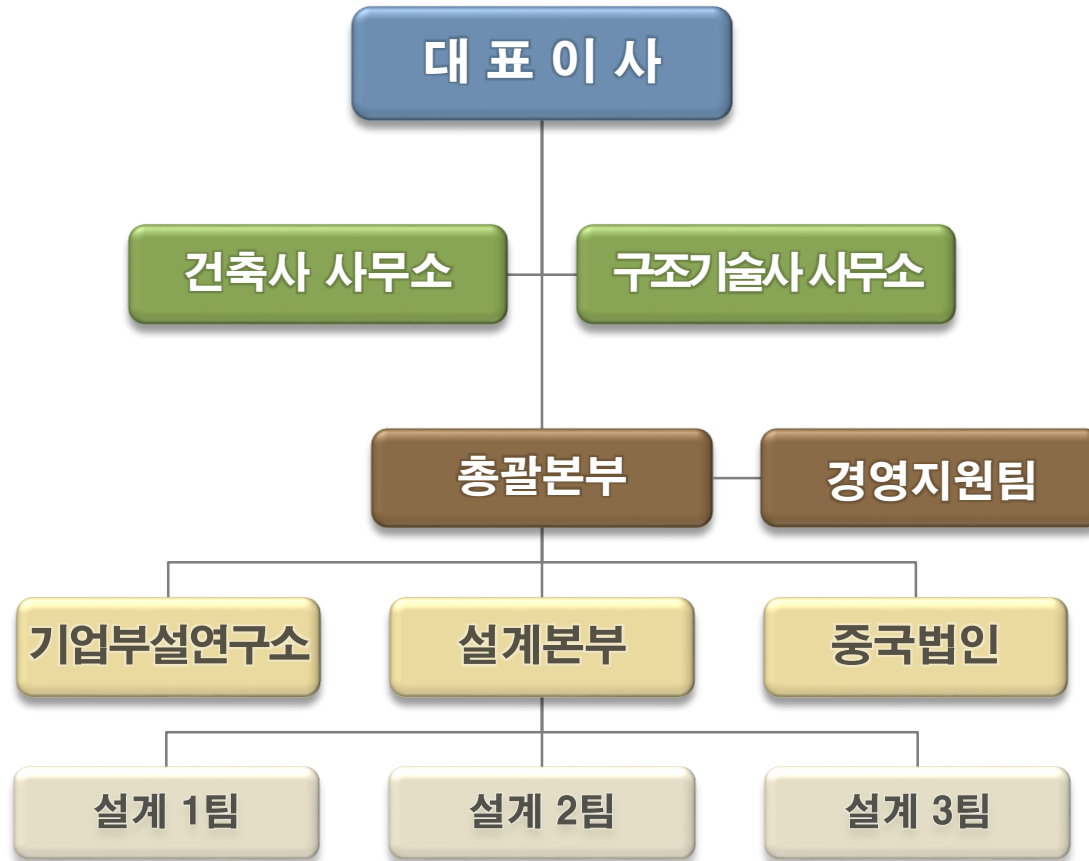 대 표 이 사
건축사 사무소
구조기술사 사무소
총괄본부
경영지원팀
기업부설연구소
설계본부
중국법인
설계 1팀
설계 2팀
설계 3팀